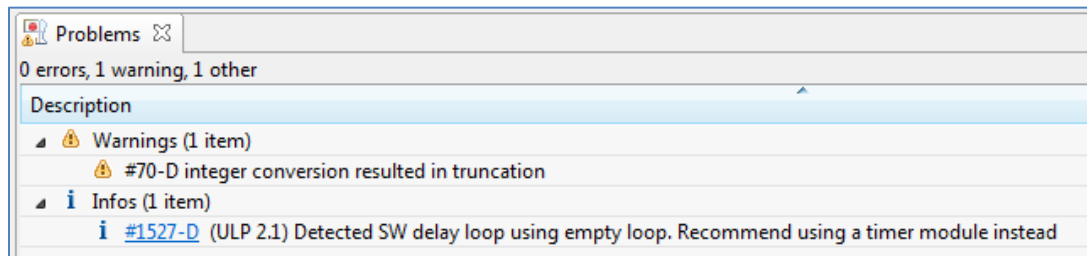 Problems
0 errors, 1 warning, 1 other
Description
Warnings (1 item)
#70-D integer conversion resulted in truncation
i Infos (1 item)
i #1527-D (ULP 2.1) Detected SW delay loop using empty loop. Recommend using a timer module instead